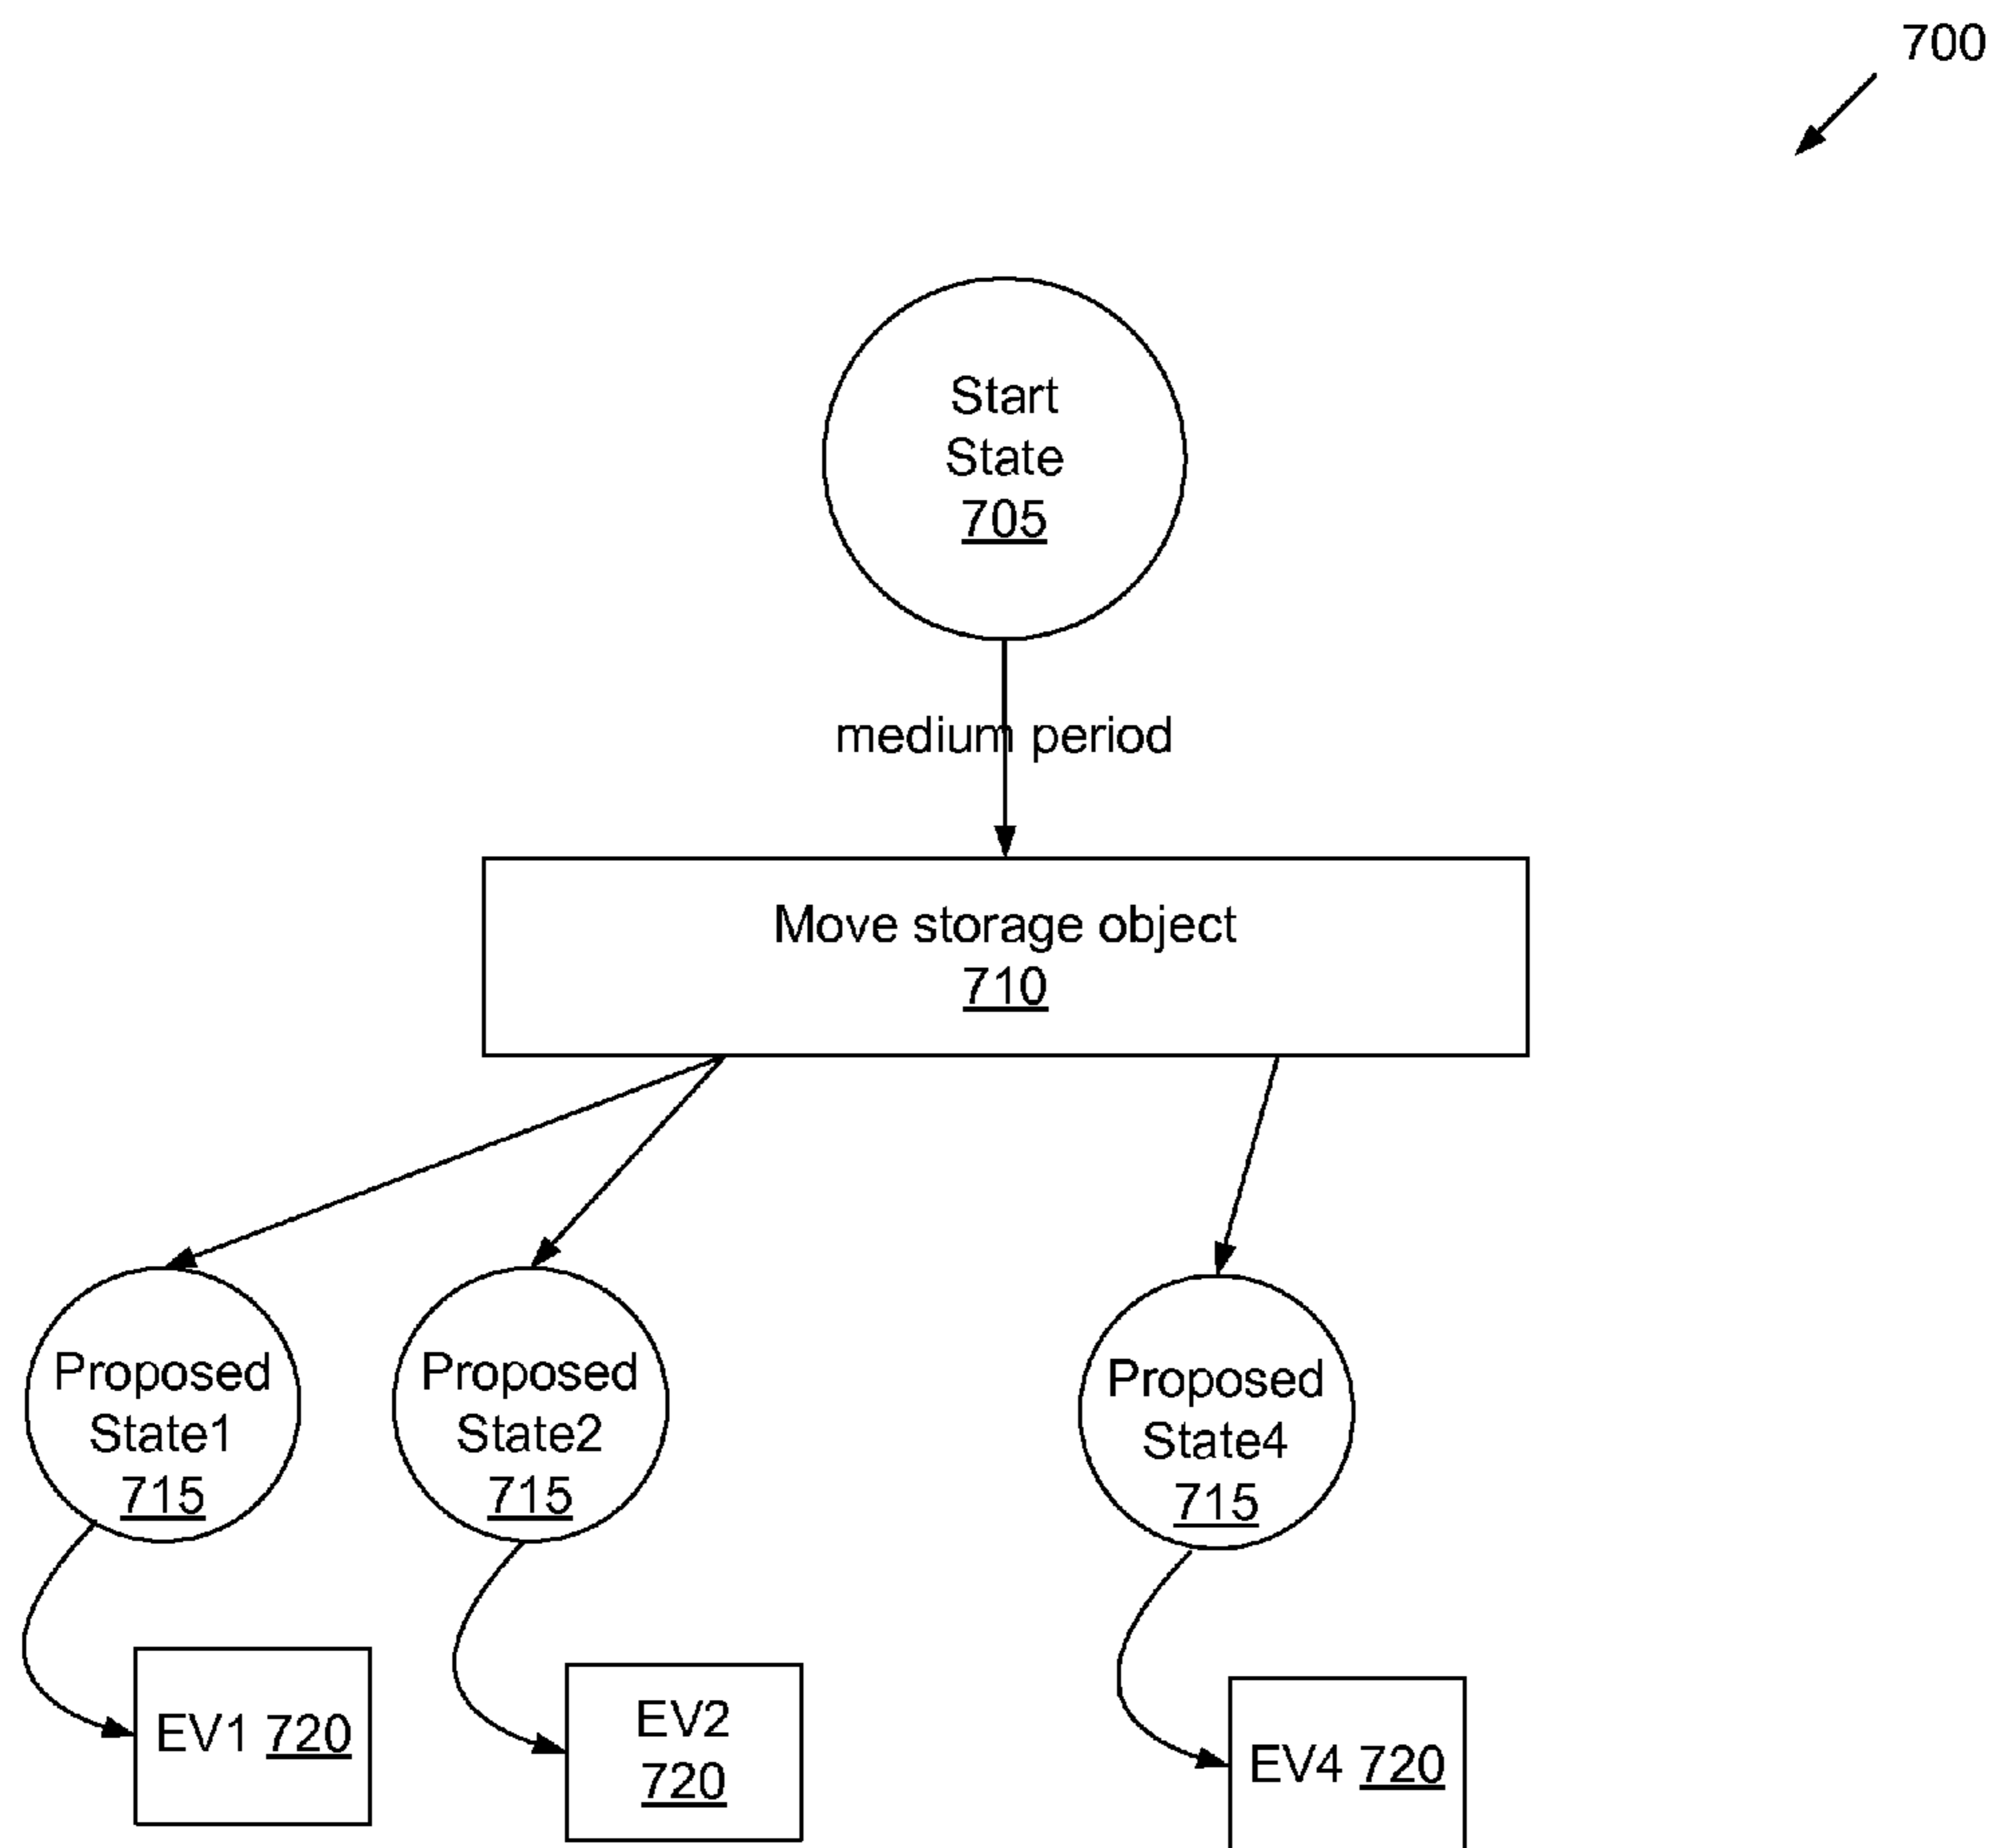 700
Start
State
705
medium period
Move storage object
710
Proposed
State1
715
Proposed
State2
715
Proposed
State4
715
EV1 720
EV2
720
EV4 720